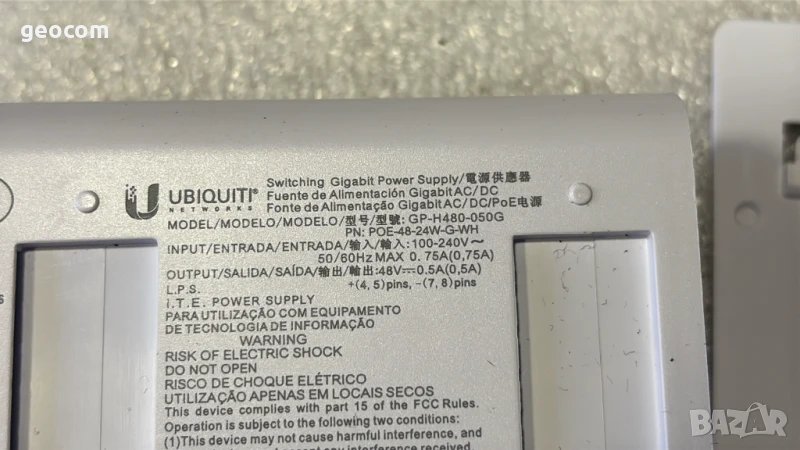 geocom
UBIQUITI®
NETWORKS
Switching Gigabit Power Supply/電源供應器
Fuente de Alimentación GigabitAC/DC
Fonte de Alimentação GigabitAC/DC/PoE电源
MODEL/MODELO/MODELO/型号/型號: GP-H480-050G
PN: POE-48-24W-G-WH
INPUT/ENTRADA/ENTRADA/输入/輸入:100-240V~
50/60Hz MAX 0. 75A(0,75A)
OUTPUT/SALIDA/SAÍDA/输出/輸出:48V⎓0.5A(0,5A)
L.P.S. +(4, 5)pins, -(7, 8)pins
I.T.E. POWER SUPPLY
PARA UTILIZAÇÃO COM EQUIPAMENTO
DE TECNOLOGIA DE INFORMAÇÃO
WARNING
RISK OF ELECTRIC SHOCK
DO NOT OPEN
RISCO DE CHOQUE ELÉTRICO
UTILIZAÇÃO APENAS EM LOCAIS SECOS
This device complies with part 15 of the FCC Rules.
Operation is subject to the following two conditions:
(1)This device may not cause harmful interference, and
any interference received
BAZAR